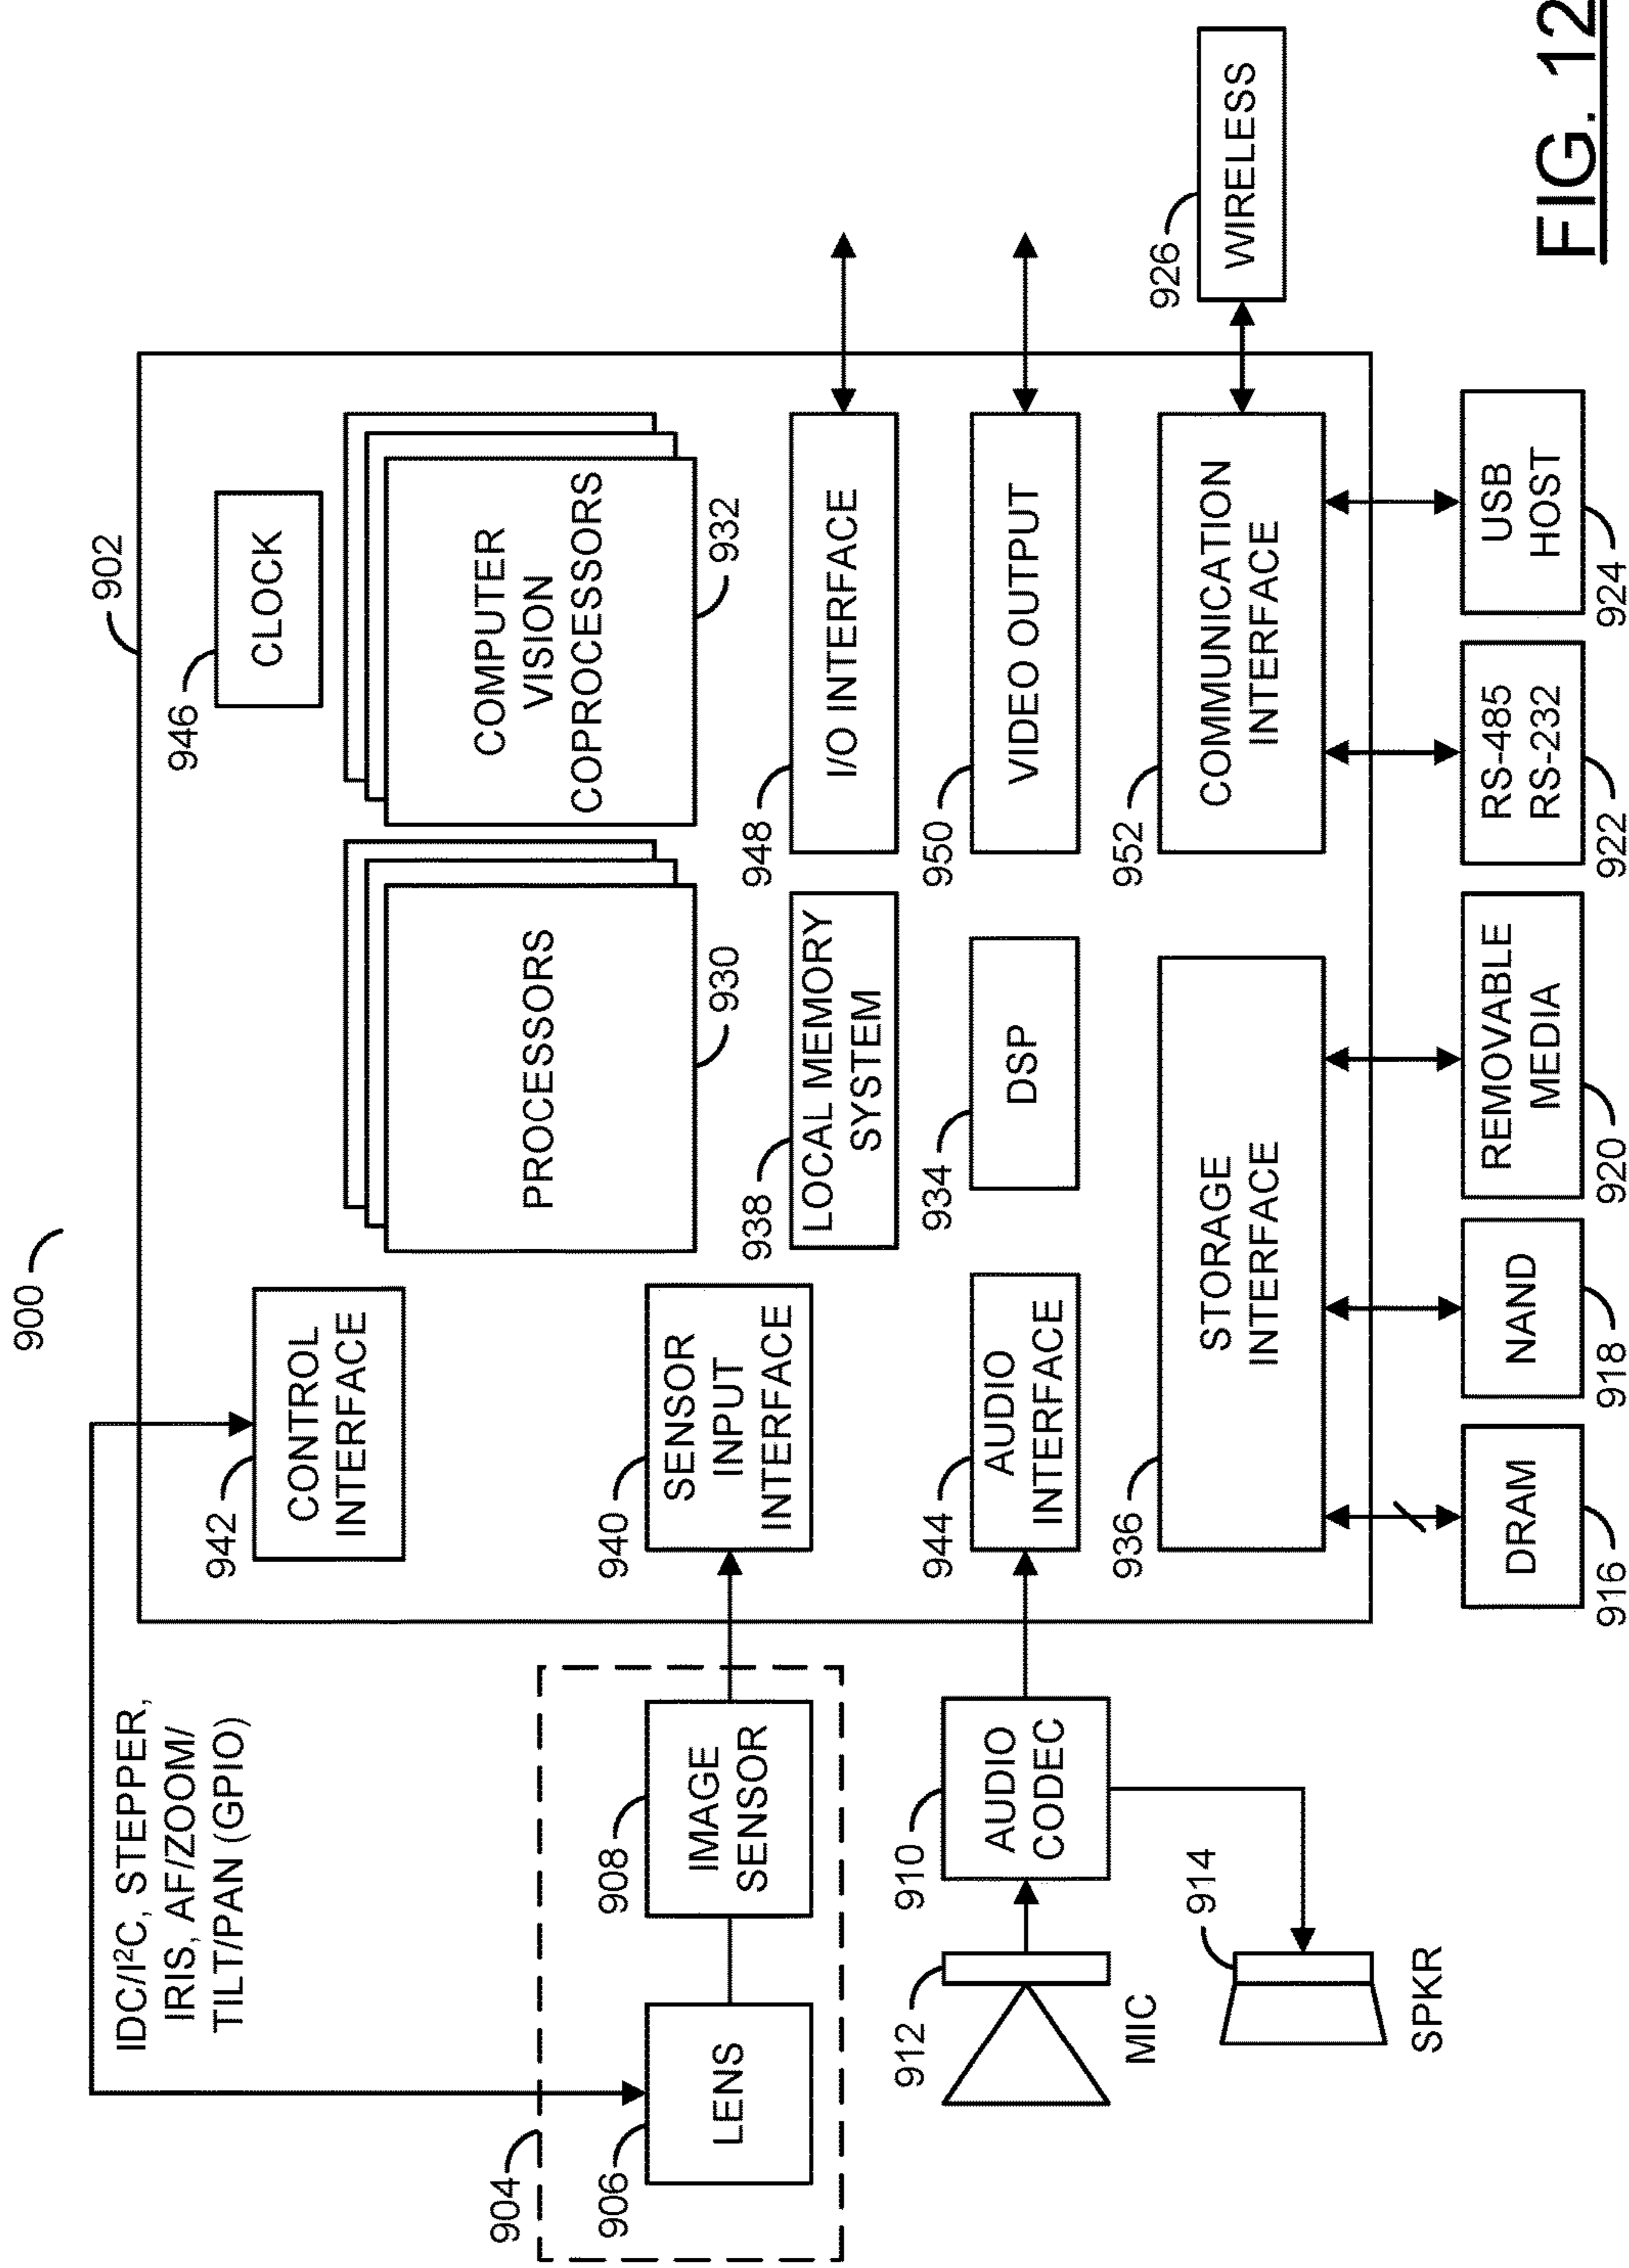 900
902
IDC/I²C, STEPPER,
IRIS, AF/ZOOM/
TILT/PAN (GPIO)
942
CONTROL
INTERFACE
946
CLOCK
PROCESSORS
930
COMPUTER
VISION
COPROCESSORS
932
904
906
LENS
908
IMAGE
SENSOR
940
SENSOR
INPUT
INTERFACE
938
LOCAL MEMORY
SYSTEM
948
I/O INTERFACE
912
MIC
910
AUDIO
CODEC
944
AUDIO
INTERFACE
934
DSP
950
VIDEO OUTPUT
914
SPKR
936
STORAGE
INTERFACE
952
COMMUNICATION
INTERFACE
926
WIRELESS
DRAM
916
NAND
918
REMOVABLE
MEDIA
920
RS-485
RS-232
922
USB
HOST
924
FIG. 12